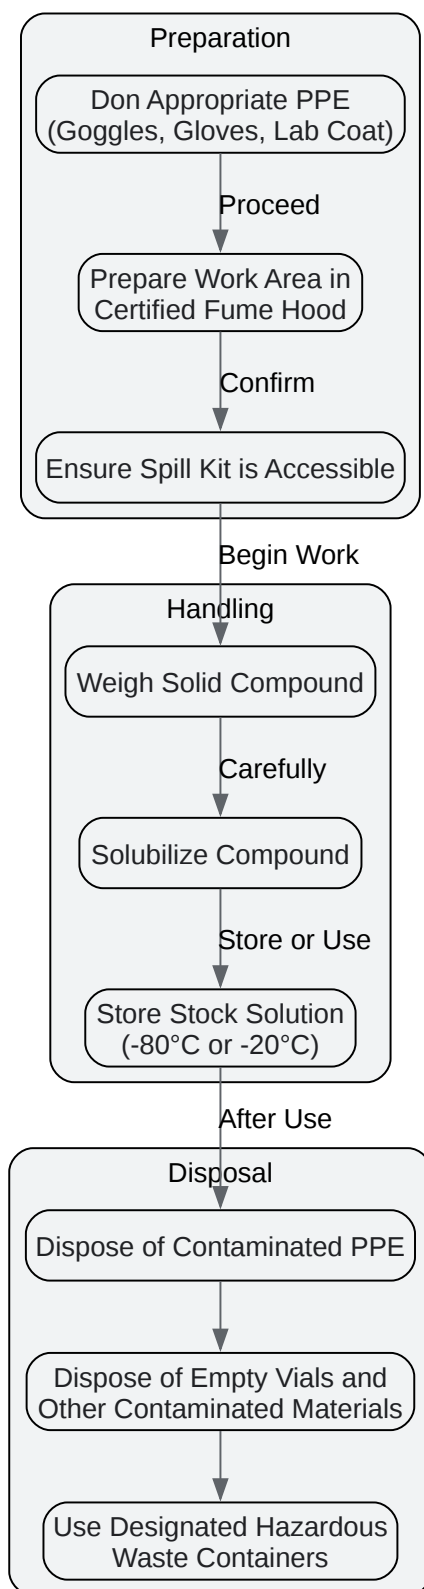 Preparation
Don Appropriate PPE
(Goggles, Gloves, Lab Coat)
Proceed
Prepare Work Area in
Certified Fume Hood
Confirm
Ensure Spill Kit is Accessible
Begin Work
Handling
Weigh Solid Compound
Carefully
Solubilize Compound
Store or Use
Store Stock Solution
(-80°C or -20°C)
After Use
Disposal
Dispose of Contaminated PPE
Dispose of Empty Vials and
Other Contaminated Materials
Use Designated Hazardous
Waste Containers